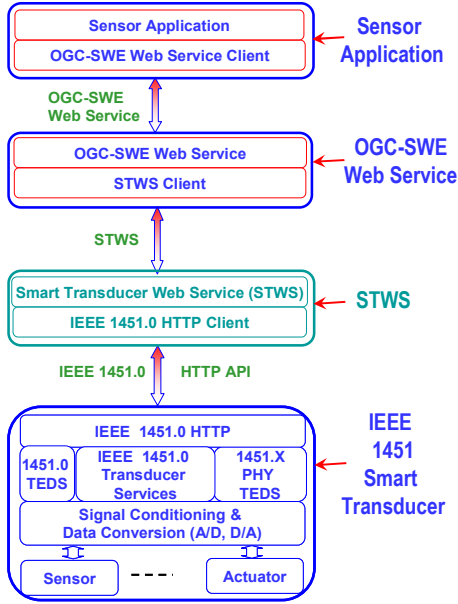 Sensor Application
OGC-SWE Web Service Client
Sensor
Application
OGC-SWE
Web Service
OGC-SWE Web Service
STWS Client
OGC-SWE
Web Service
STWS
Smart Transducer Web Service (STWS)
IEEE 1451.0 HTTP Client
STWS
IEEE 1451.0 HTTP API
IEEE 1451.0 HTTP
1451.0
TEDS
IEEE 1451.0
Transducer
Services
1451.X
PHY
TEDS
Signal Conditioning &
Data Conversion (A/D, D/A)
Sensor
Actuator
IEEE
1451
Smart
Transducer